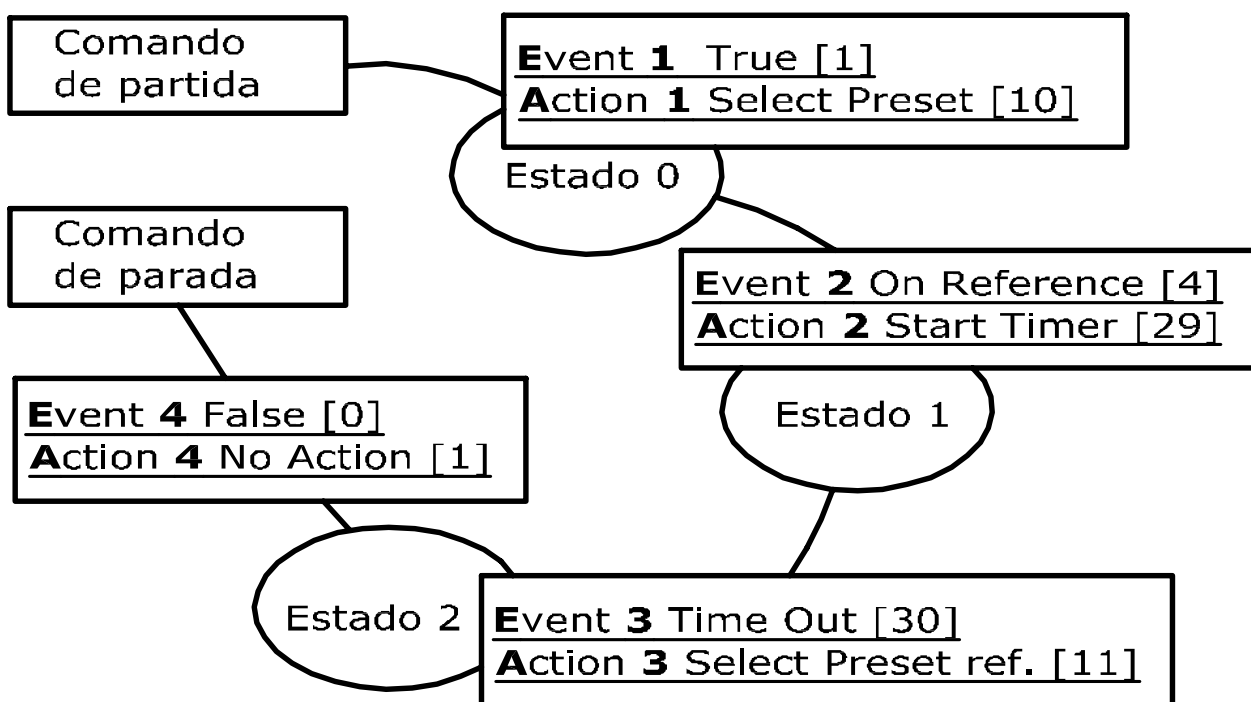 Comando
de partida
Event 1 True [1]
Action 1 Select Preset [10]
Estado 0
Comando
de parada
Event 2 On Reference [4]
Action 2 Start Timer [29]
Estado 1
Event 4 False [0]
Action 4 No Action [1]
Estado 2
Event 3 Time Out [30]
Action 3 Select Preset ref. [11]